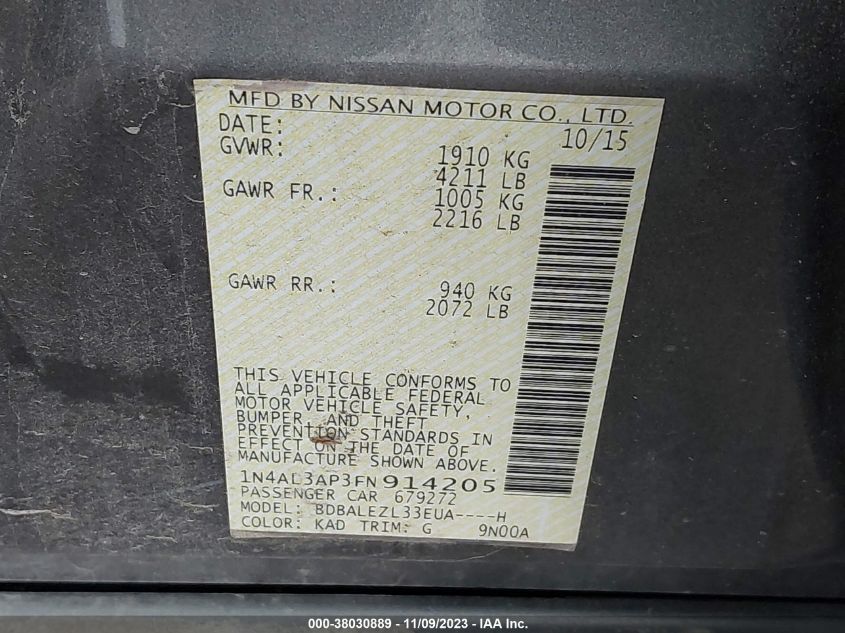 MFD BY NISSAN MOTOR CO., LTD.
DATE: 10/15
GVWR: 1910 KG
4211 LB
GAWR FR.: 1005 KG
2216 LB
GAWR RR.: 940 KG
2072 LB
THIS VEHICLE CONFORMS TO
ALL APPLICABLE FEDERAL
MOTOR VEHICLE SAFETY,
BUMPER, AND THEFT
PREVENTION STANDARDS IN
EFFECT ON THE DATE OF
MANUFACTURE SHOWN ABOVE.
1N4AL3AP3FN914205
PASSENGER CAR 679272
MODEL: BDBALEZL33EUA----H
COLOR: KAD TRIM: G 9N00A
000-38030889 - 11/09/2023 - IAA Inc.